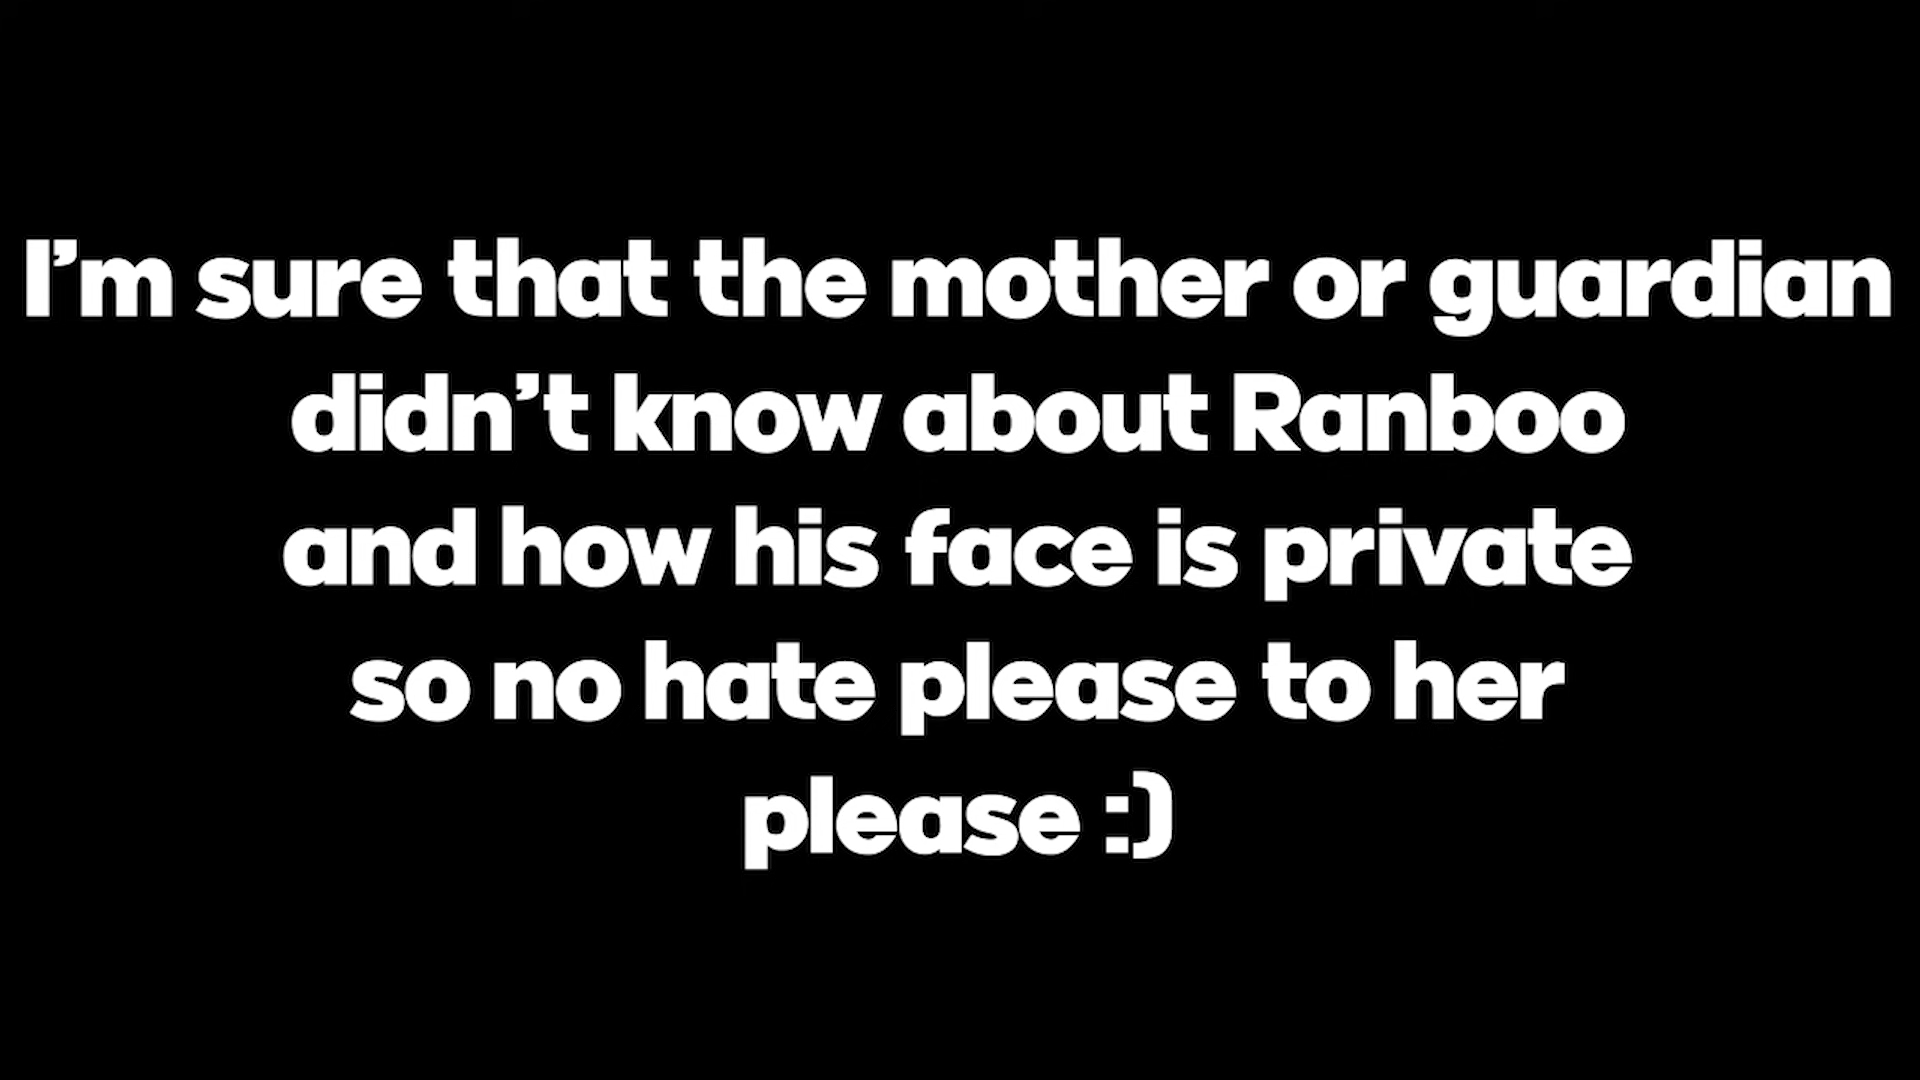 I’m sure that the mother or guardian
didn’t know about Ranboo
and how his face is private
so no hate please to her
please :)